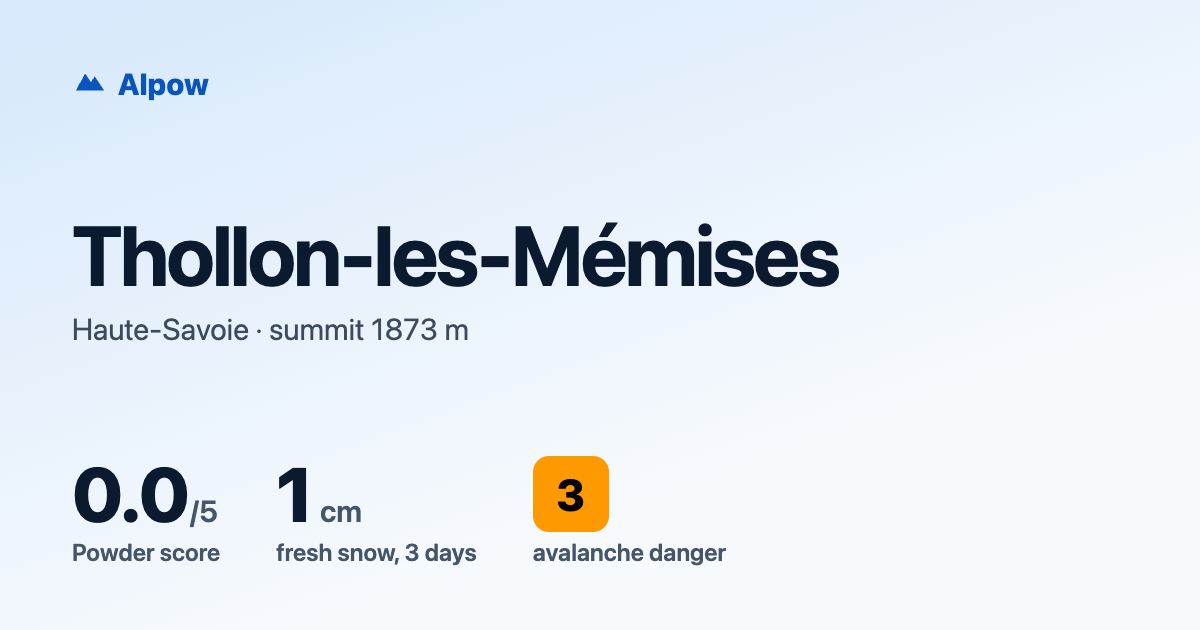 Alpow
Thollon-les-Mémises
Haute-Savoie · summit 1873 m
0.0/5
Powder score
1 cm
fresh snow, 3 days
3
avalanche danger